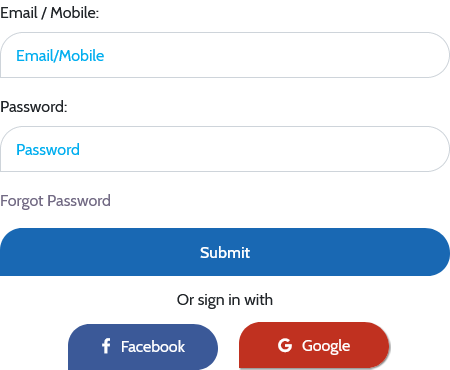 Email / Mobile:
Email/Mobile
Password:
Password
Forgot Password
Submit
Or sign in with
Facebook
Google